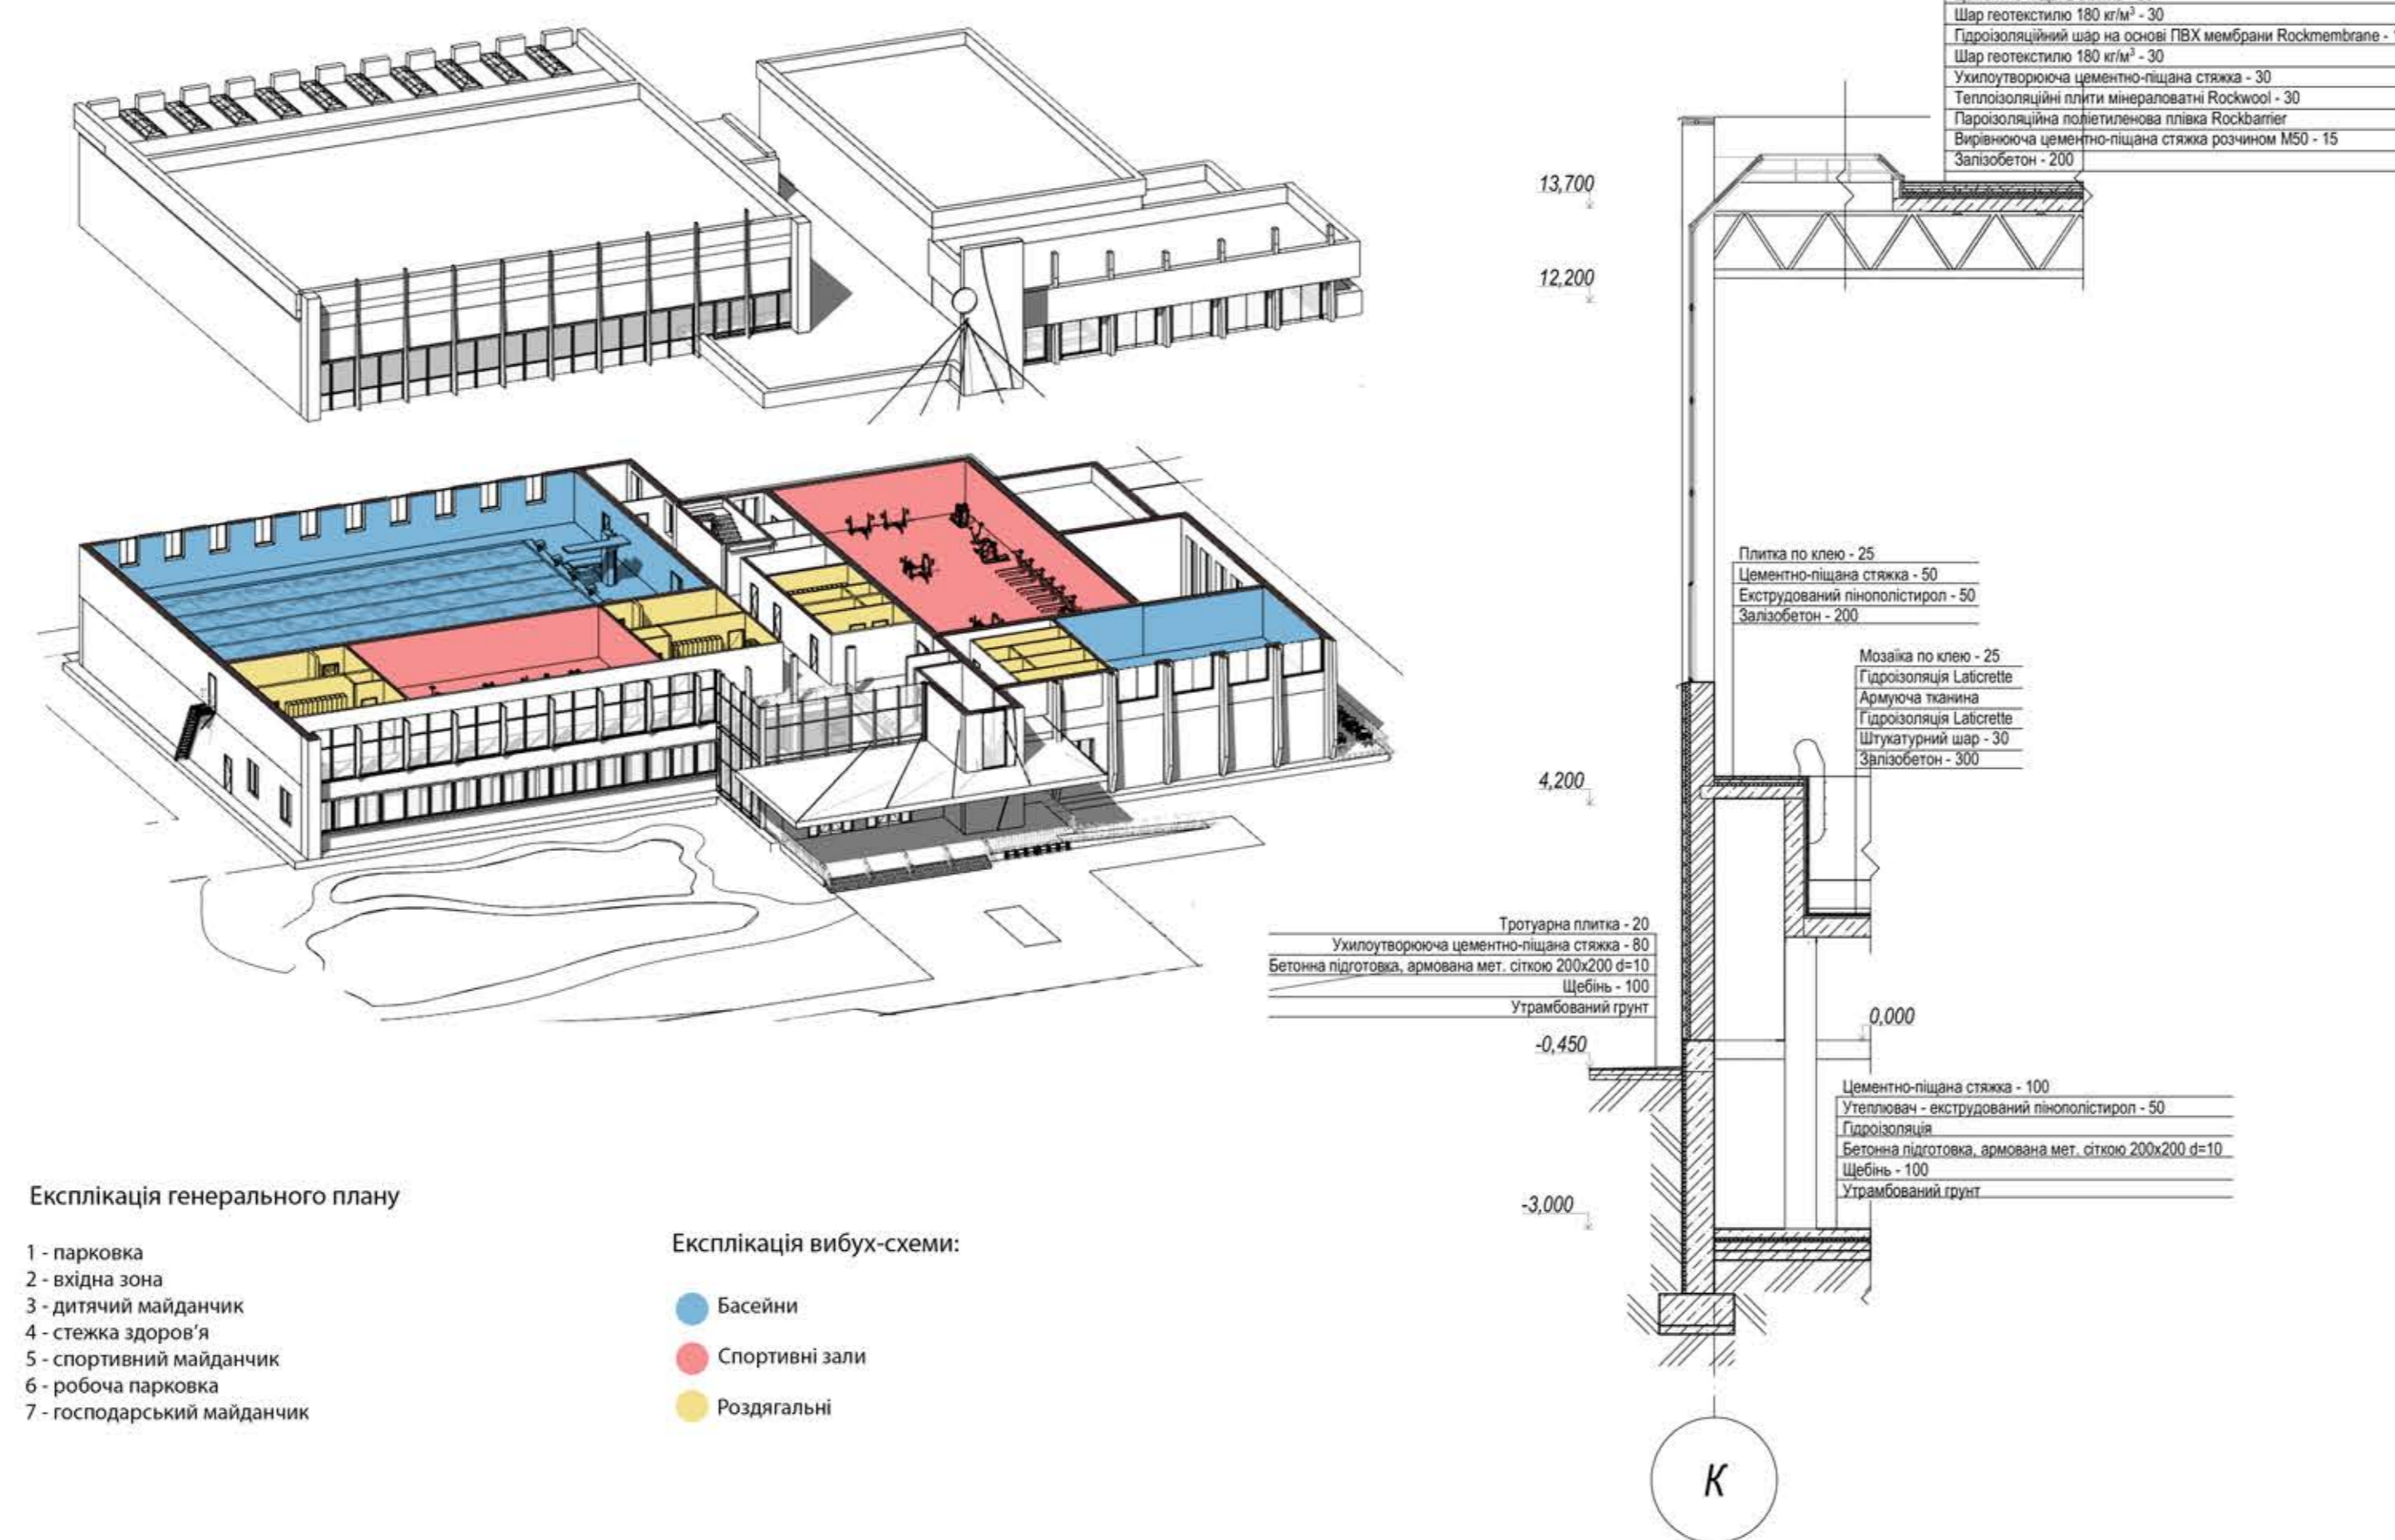 Шар геотекстилю 180 кг/м³ - 30
Гідроізоляційний шар на основі ПВХ мембрани Rockmembrane -
Шар геотекстилю 180 кг/м³ - 30
Ухилоутворююча цементно-піщана стяжка - 30
Теплоізоляційні плити мінераловатні Rockwool - 30
Пароізоляційна поліетиленова плівка Rockbarrier
Вирівнююча цементно-піщана стяжка розчином М50 - 15
Залізобетон - 200
13,700
12,200
Плитка по клею - 25
Цементно-піщана стяжка - 50
Екструдований пінополістирол - 50
Залізобетон - 200
Мозаїка по клею - 25
Гідроізоляція Laticrette
Армуюча тканина
Гідроізоляція Laticrette
Штукатурний шар - 30
Залізобетон - 300
4,200
Тротуарна плитка - 20
Ухилоутворююча цементно-піщана стяжка - 80
Бетонна підготовка, армована мет. сіткою 200х200 d=10
Щебінь - 100
Утрамбований грунт
0,000
-0,450
Цементно-піщана стяжка - 100
Утеплювач - екструдований пінополістирол - 50
Гідроізоляція
Бетонна підготовка, армована мет. сіткою 200х200 d=10
Щебінь - 100
Утрамбований грунт
-3,000
К
Експлікація генерального плану
1 - парковка
2 - вхідна зона
3 - дитячий майданчик
4 - стежка здоров'я
5 - спортивний майданчик
6 - робоча парковка
7 - господарський майданчик
Експлікація вибух-схеми:
Басейни
Спортивні зали
Роздягальні